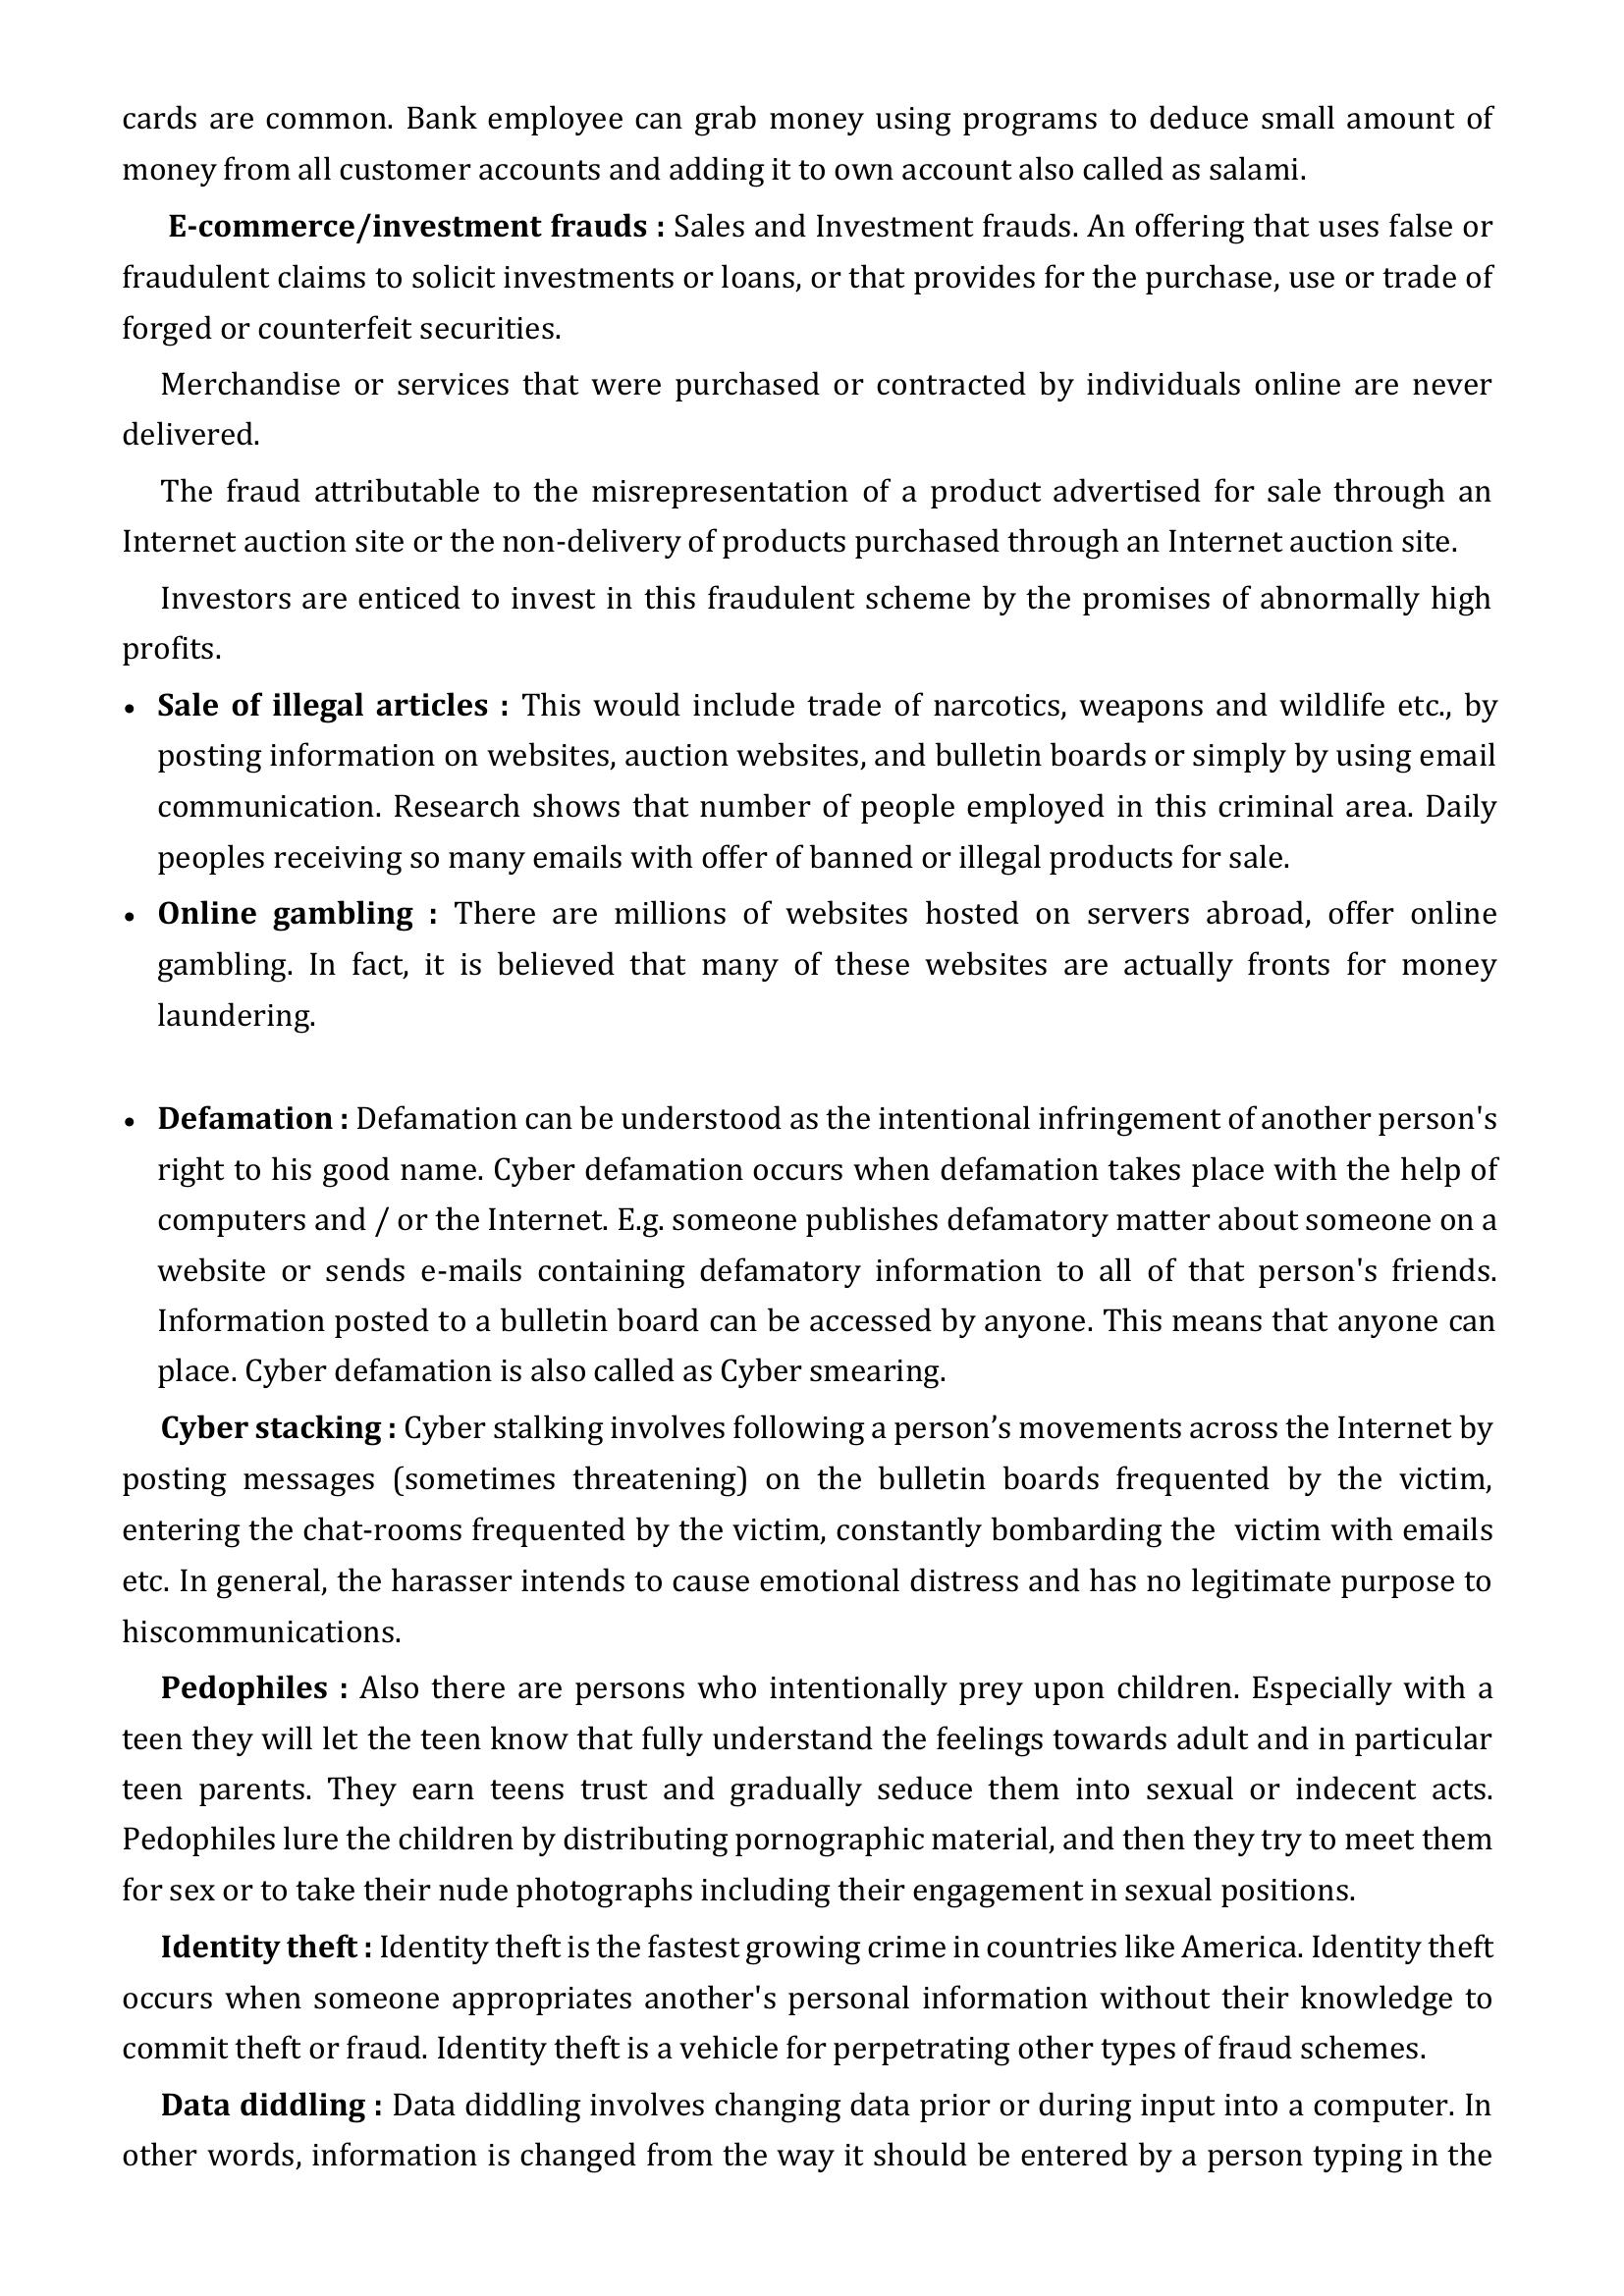 cards are common. Bank employee can grab money using programs to deduce small amount of
money from all customer accounts and adding it to own account also called as salami.
E-commerce/investment frauds : Sales and Investment frauds. An offering that uses false or
fraudulent claims to solicit investments or loans, or that provides for the purchase, use or trade of
forged or counterfeit securities.
Merchandise or services that were purchased or contracted by individuals online are never
delivered.
The fraud attributable to the misrepresentation of a product advertised for sale through an
Internet auction site or the non-delivery of products purchased through an Internet auction site.
Investors are enticed to invest in this fraudulent scheme by the promises of abnormally high
profits.
• Sale of illegal articles : This would include trade of narcotics, weapons and wildlife etc., by
posting information on websites, auction websites, and bulletin boards or simply by using email
communication. Research shows that number of people employed in this criminal area. Daily
peoples receiving so many emails with offer of banned or illegal products for sale.
• Online gambling : There are millions of websites hosted on servers abroad, offer online
gambling. In fact, it is believed that many of these websites are actually fronts for money
laundering.
• Defamation : Defamation can be understood as the intentional infringement of another person's
right to his good name. Cyber defamation occurs when defamation takes place with the help of
computers and / or the Internet. E.g. someone publishes defamatory matter about someone on a
website or sends e-mails containing defamatory information to all of that person's friends.
Information posted to a bulletin board can be accessed by anyone. This means that anyone can
place. Cyber defamation is also called as Cyber smearing.
Cyber stacking : Cyber stalking involves following a person’s movements across the Internet by
posting messages (sometimes threatening) on the bulletin boards frequented by the victim,
entering the chat-rooms frequented by the victim, constantly bombarding the  victim with emails
etc. In general, the harasser intends to cause emotional distress and has no legitimate purpose to
hiscommunications.
Pedophiles : Also there are persons who intentionally prey upon children. Especially with a
teen they will let the teen know that fully understand the feelings towards adult and in particular
teen parents. They earn teens trust and gradually seduce them into sexual or indecent acts.
Pedophiles lure the children by distributing pornographic material, and then they try to meet them
for sex or to take their nude photographs including their engagement in sexual positions.
Identity theft : Identity theft is the fastest growing crime in countries like America. Identity theft
occurs when someone appropriates another's personal information without their knowledge to
commit theft or fraud. Identity theft is a vehicle for perpetrating other types of fraud schemes.
Data diddling : Data diddling involves changing data prior or during input into a computer. In
other words, information is changed from the way it should be entered by a person typing in the